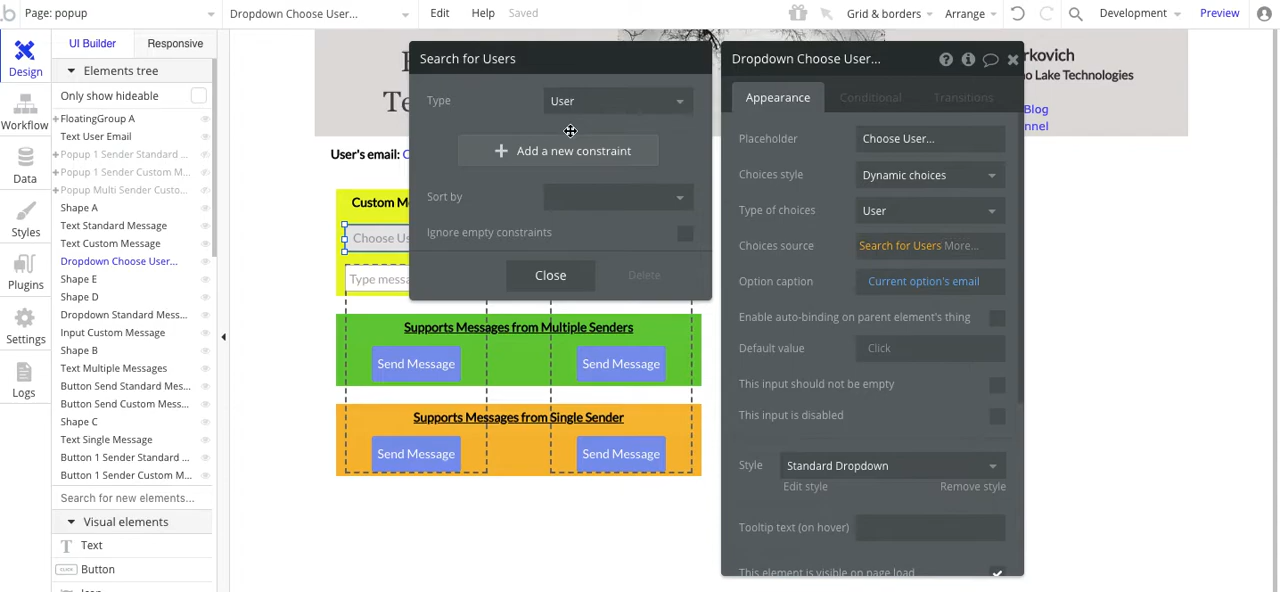 Page: popup
Dropdown Choose User...
Edit
Help
Saved
Grid & borders
Arrange
Development
Preview
Design
Workflow
Data
Styles
Plugins
Settings
Logs
UI Builder
Responsive
Elements tree
Only show hideable
FloatingGroup A
Text User Email
Popup 1 Sender Standard ...
Popup 1 Sender Custom M...
Popup Multi Sender Custo...
Shape A
Text Standard Message
Text Custom Message
Dropdown Choose User...
Shape E
Shape D
Dropdown Standard Mess...
Input Custom Message
Shape B
Text Multiple Messages
Button Send Standard Mes...
Button Send Custom Mess...
Shape C
Text Single Message
Button 1 Sender Standard ...
Button 1 Sender Custom M...
Search for new elements...
Visual elements
Text
CLICK
Button
Te
User's email:
Custom M
Choose Us
Type messa
Supports Messages from Multiple Senders
Send Message
Send Message
Supports Messages from Single Sender
Send Message
Send Message
Search for Users
Type
User
Add a new constraint
Sort by
Ignore empty constraints
Close
Delete
Dropdown Choose User...
Appearance
Conditional
Transitions
Placeholder
Choose User...
Choices style
Dynamic choices
Type of choices
User
Choices source
Search for Users More...
Option caption
Current option's email
Enable auto-binding on parent element's thing
Default value
Click
This input should not be empty
This input is disabled
Style
Standard Dropdown
Edit style
Remove style
Tooltip text (on hover)
This element is visible on page load
rkovich
o Lake Technologies
Blog
nnel